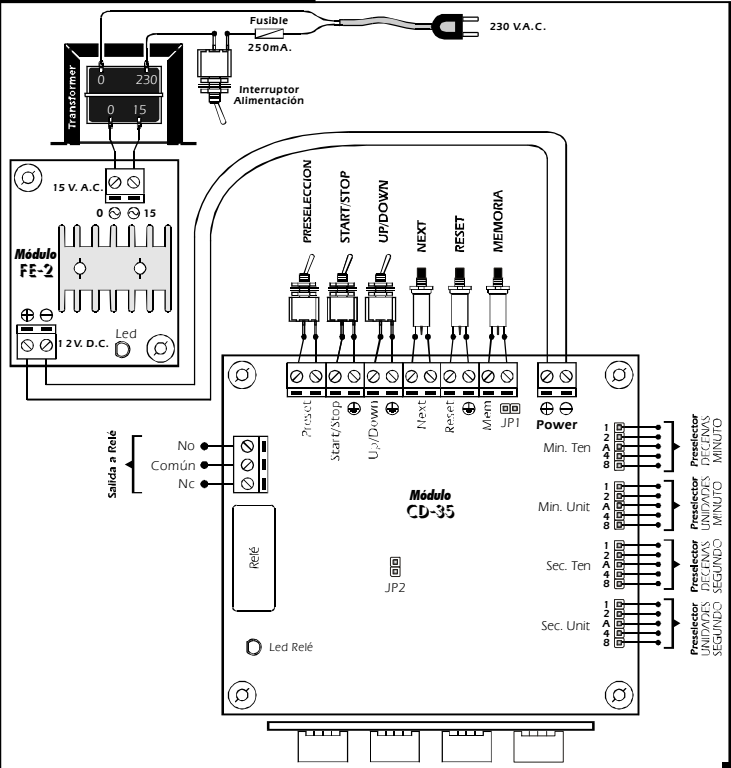 Fusible
250mA.
230 V.A.C.
Transformer
0 230
0 15
Interruptor
Alimentación
15 V. A.C.
0 15
Módulo
FE-2
12V. D.C.
Led
PRESELECCION
START/STOP
UP/DOWN
NEXT
RESET
MEMORIA
Preset
Start/Stop
Up/Down
Next
Reset
Mem
JP1
Power
Salida a Relé
No
Común
Nc
Relé
Módulo
CD-35
JP2
Led Relé
Min. Ten
1
2
A
4
8
Preselector
DECENAS
MINUTO
Min. Unit
1
2
A
4
8
Preselector
UNIDADES
MINUTO
Sec. Ten
1
2
A
4
8
Preselector
DECENAS
SEGUNDO
Sec. Unit
1
2
A
4
8
Preselector
UNIDADES
SEGUNDO